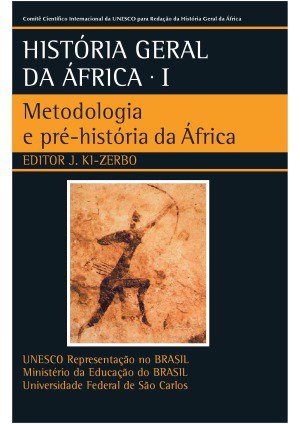 Comitê Científico Internacional da UNESCO para Redação da História Geral da África
HISTÓRIA GERAL
DA ÁFRICA · I
Metodologia
e pré-história da África
EDITOR J. KI-ZERBO
UNESCO Representação no BRASIL
Ministério da Educação do BRASIL
Universidade Federal de São Carlos